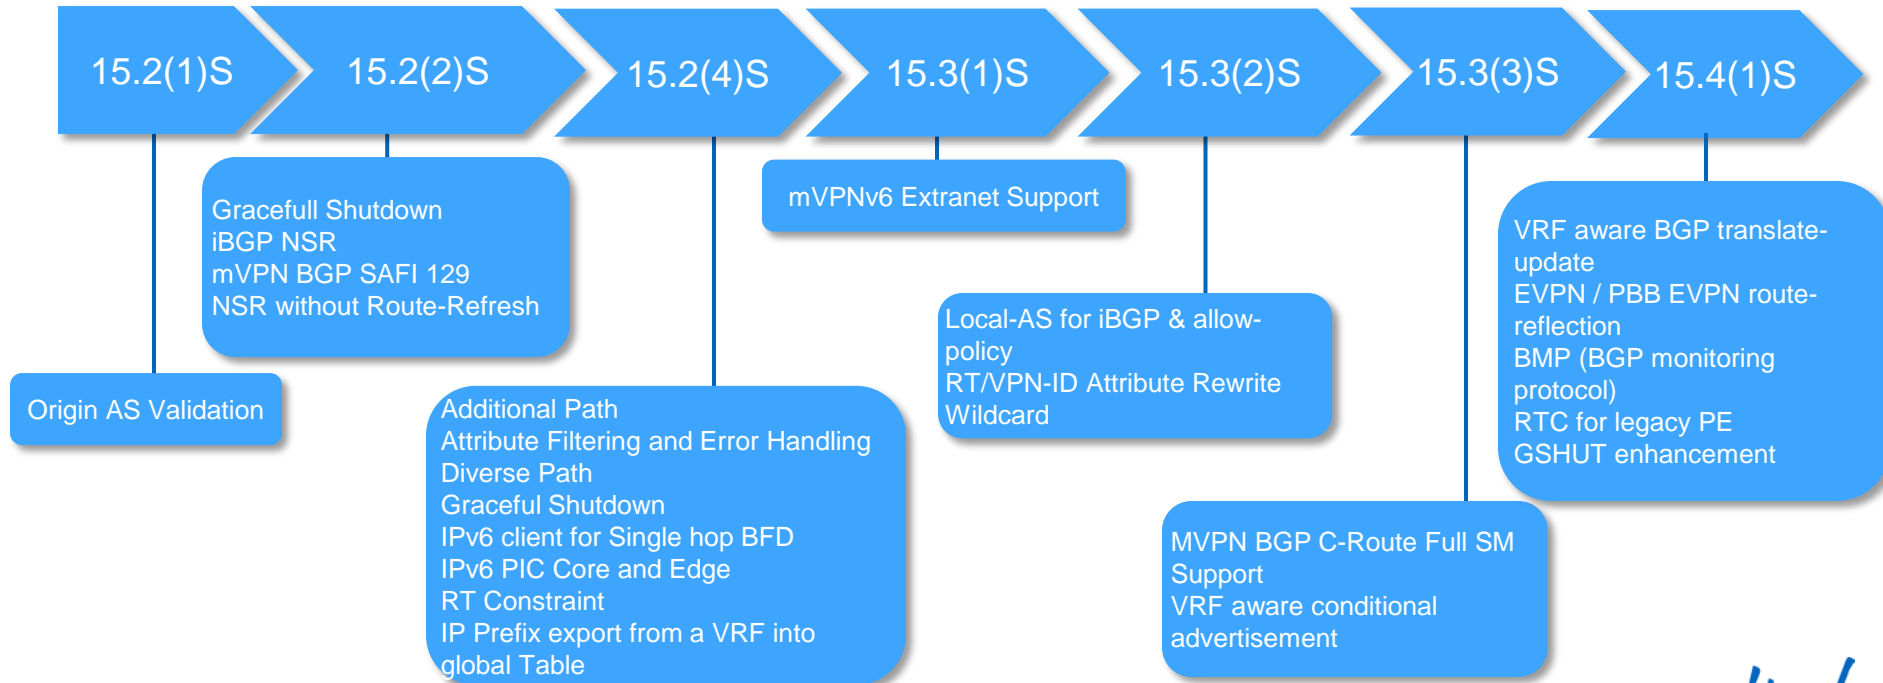 15.2(1)S
15.2(2)S
15.2(4)S
15.3(1)S
15.3(2)S
15.3(3)S
15.4(1)S
Origin AS Validation
Gracefull Shutdown
iBGP NSR
mVPN BGP SAFI 129
NSR without Route-Refresh
Additional Path
Attribute Filtering and Error Handling
Diverse Path
Graceful Shutdown
IPv6 client for Single hop BFD
IPv6 PIC Core and Edge
RT Constraint
IP Prefix export from a VRF into
global Table
mVPNv6 Extranet Support
Local-AS for iBGP & allow-
policy
RT/VPN-ID Attribute Rewrite
Wildcard
MVPN BGP C-Route Full SM
Support
VRF aware conditional
advertisement
VRF aware BGP translate-
update
EVPN / PBB EVPN route-
reflection
BMP (BGP monitoring
protocol)
RTC for legacy PE
GSHUT enhancement